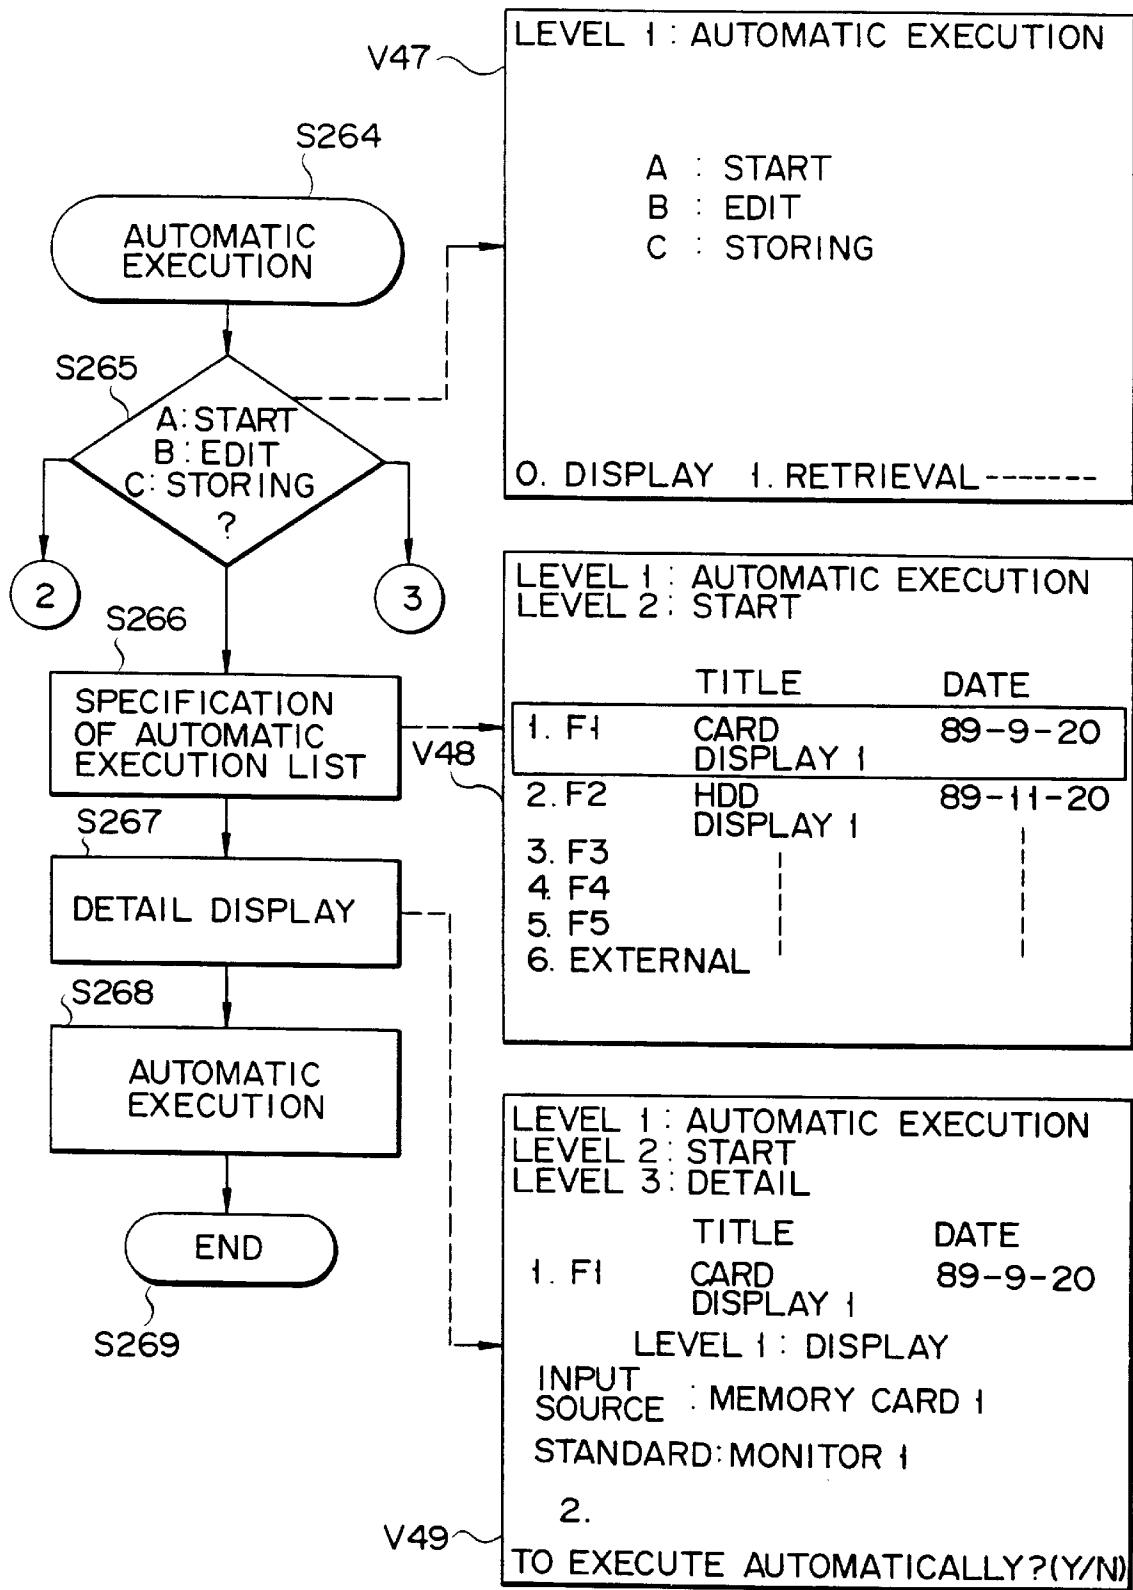 S264
AUTOMATIC
EXECUTION
S265
A: START
B: EDIT
C: STORING
?
2
3
S266
SPECIFICATION
OF AUTOMATIC
EXECUTION LIST
S267
DETAIL DISPLAY
S268
AUTOMATIC
EXECUTION
END
S269
V47
LEVEL 1: AUTOMATIC EXECUTION
A : START
B : EDIT
C : STORING
0. DISPLAY 1. RETRIEVAL-------
V48
LEVEL 1: AUTOMATIC EXECUTION
LEVEL 2: START
TITLE DATE
1. F1 CARD 89-9-20
DISPLAY 1
2. F2 HDD 89-11-20
DISPLAY 1
3. F3
4. F4
5. F5
6. EXTERNAL
V49
LEVEL 1: AUTOMATIC EXECUTION
LEVEL 2: START
LEVEL 3: DETAIL
TITLE DATE
1. F1 CARD 89-9-20
DISPLAY 1
LEVEL 1: DISPLAY
INPUT
SOURCE : MEMORY CARD 1
STANDARD: MONITOR 1
2.
TO EXECUTE AUTOMATICALLY?(Y/N)